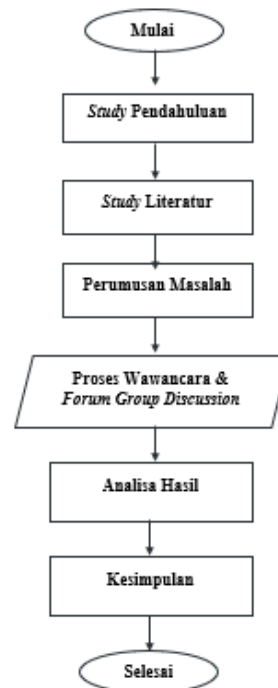 Mulai
Study Pendahuluan
Study Literatur
Perumusan Masalah
Proses Wawancara &
Forum Group Discussion
Analisa Hasil
Kesimpulan
Selesai